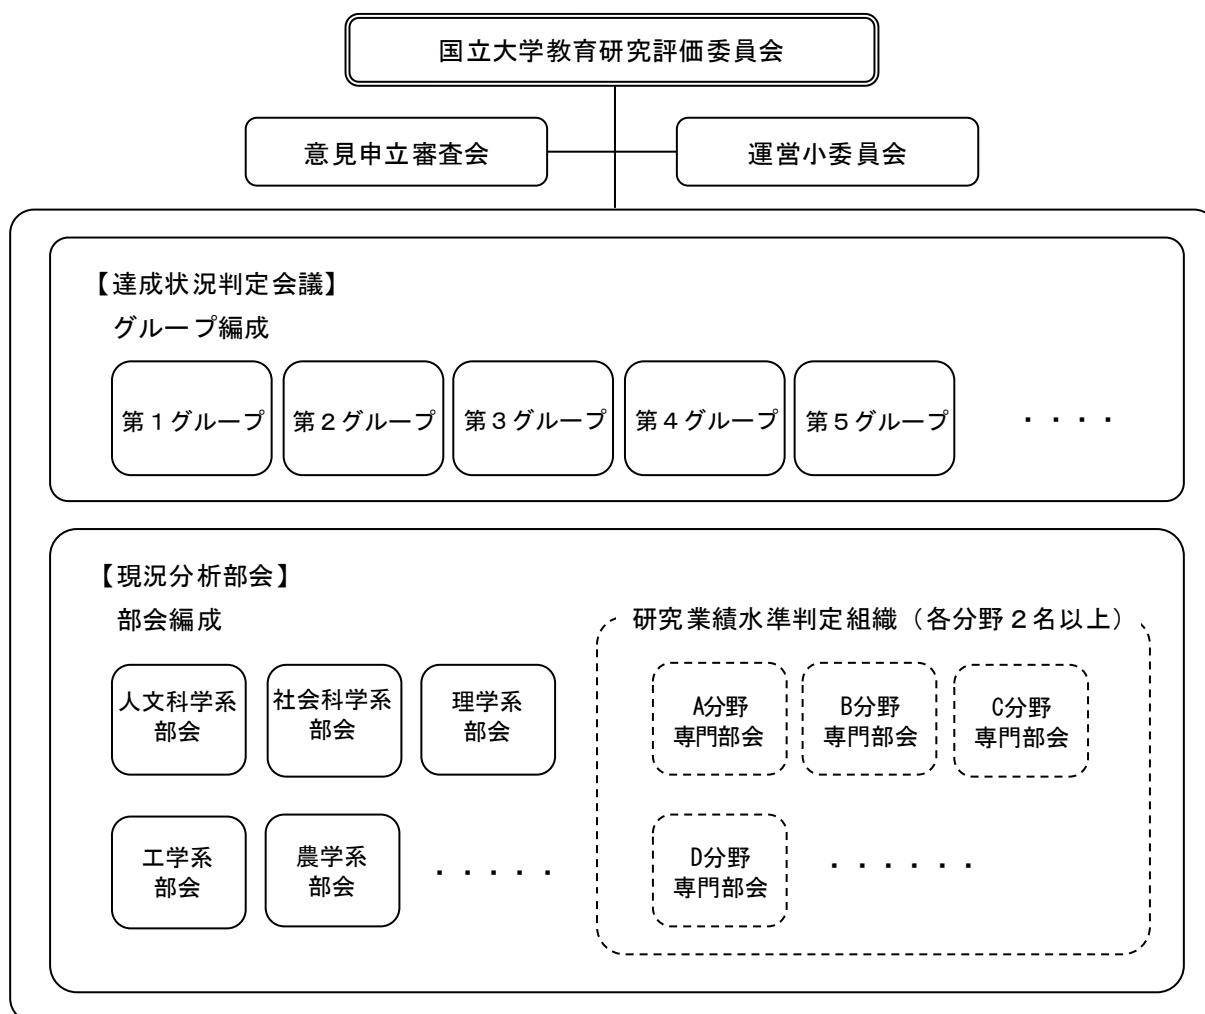 国立大学教育研究評価委員会
意見申立審査会
運営小委員会
【達成状況判定会議】
グループ編成
第１グループ
第２グループ
第３グループ
第４グループ
第５グループ
・・・・
【現況分析部会】
部会編成
人文科学系
部会
社会科学系
部会
理学系
部会
工学系
部会
農学系
部会
・・・・・
研究業績水準判定組織（各分野２名以上）
A分野
専門部会
B分野
専門部会
C分野
専門部会
D分野
専門部会
・・・・・・